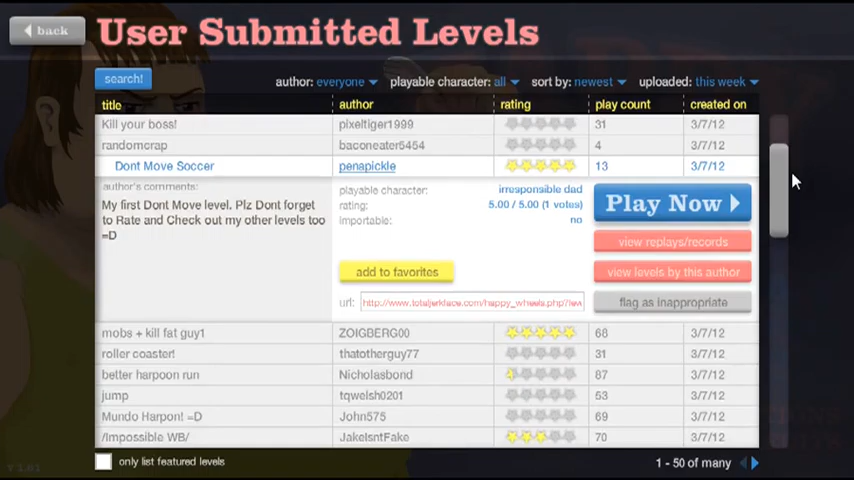 back
User Submitted Levels
search!
author: everyone playable character: all sort by: newest uploaded: this week
title author rating play count created on
Kill your boss! pixeltiger1999 31 3/7/12
randomcrap baconeater5454 4 3/7/12
Dont Move Soccer penapickle 13 3/7/12
author's comments:
My first Dont Move level. Plz Dont forget
to Rate and Check out my other levels too
=D
playable character: irresponsible dad
rating: 5.00 / 5.00 (1 votes)
importable: no
add to favorites
url: http://www.totaljerkface.com/happy_wheels.php?lev
Play Now
view replays/records
view levels by this author
flag as inappropriate
mobs + kill fat guy1 ZOIGBERG00 68 3/7/12
roller coaster! thatotherguy77 31 3/7/12
better harpoon run Nicholasbond 87 3/7/12
jump tqwelsh0201 53 3/7/12
Mundo Harpon! =D John575 69 3/7/12
/Impossible WB/ JakeIsntFake 70 3/7/12
only list featured levels
1 - 50 of many